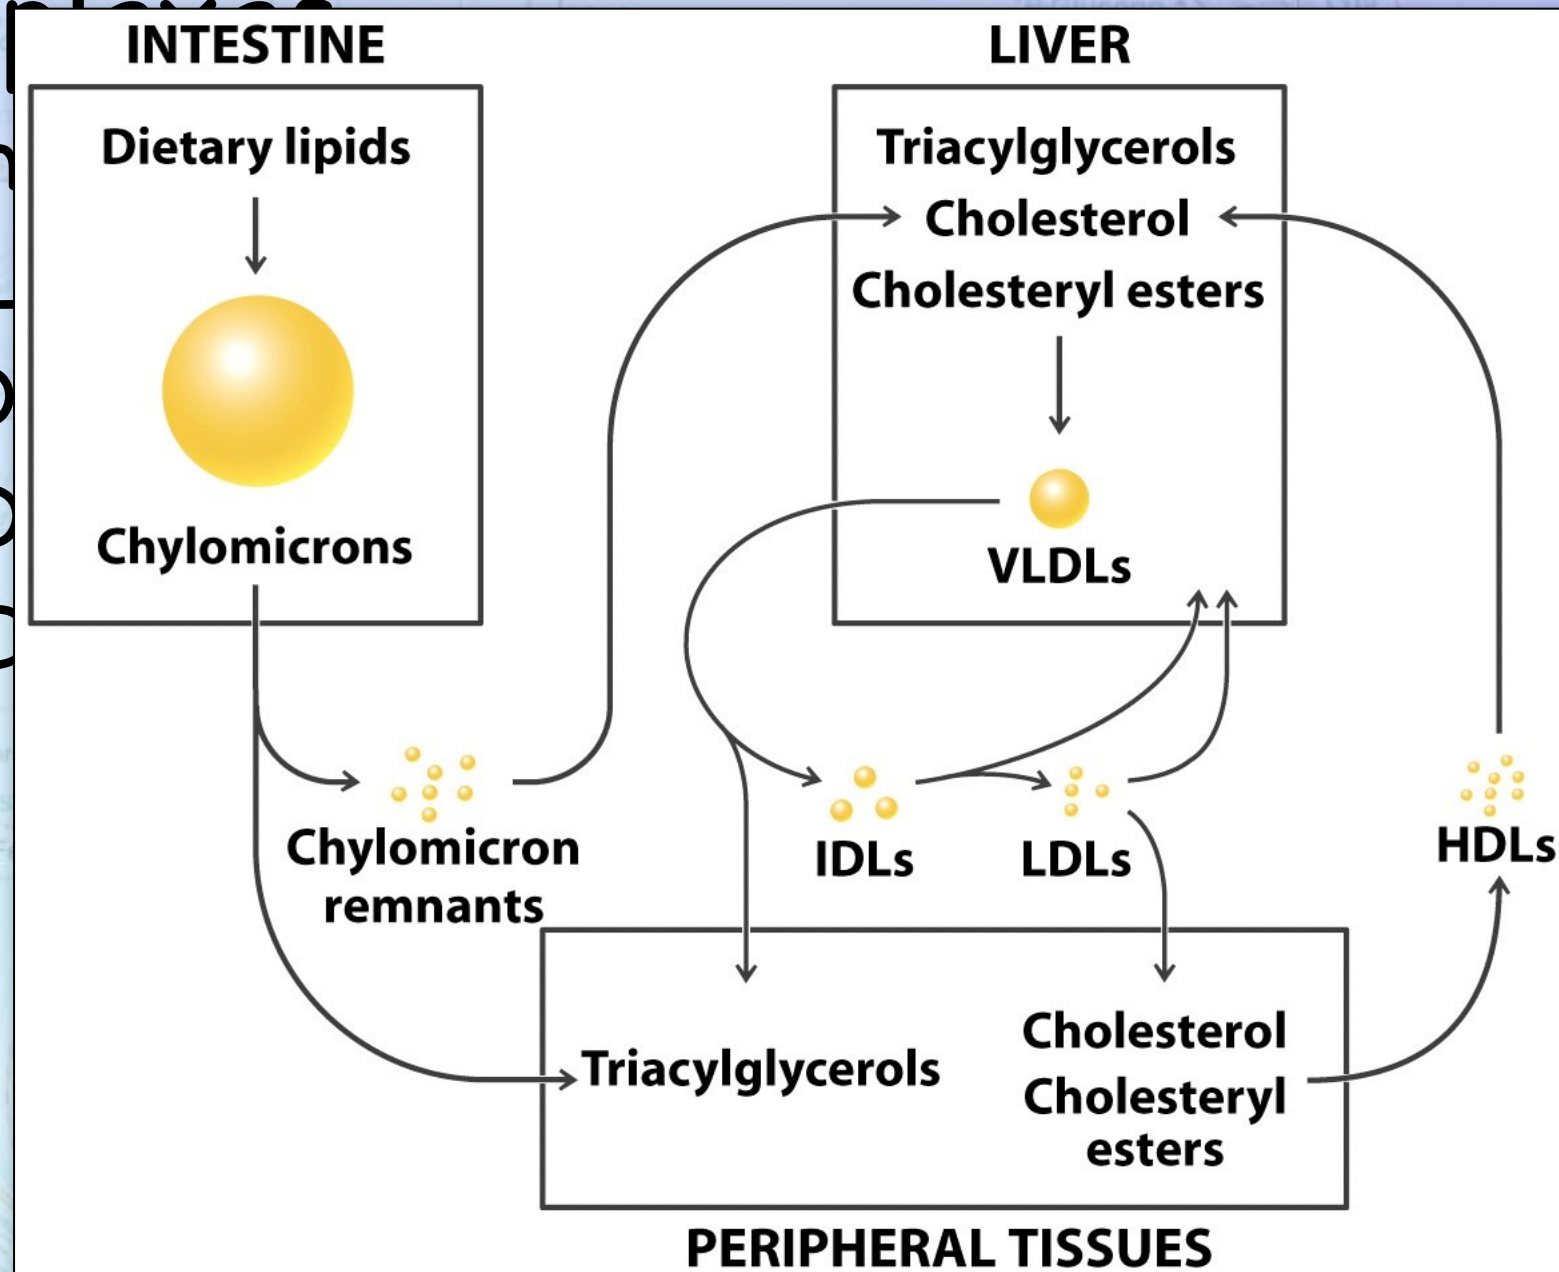 INTESTINE
Dietary lipids
Chylomicrons
LIVER
Triacylglycerols
Cholesterol
Cholesteryl esters
VLDLs
Chylomicron
remnants
IDLs
LDLs
HDLs
Triacylglycerols
Cholesterol
Cholesteryl
esters
PERIPHERAL TISSUES